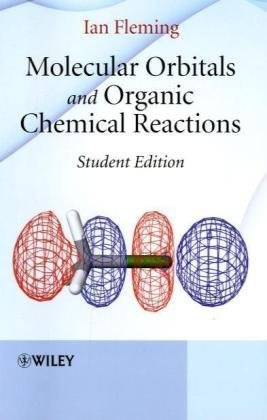 Ian Fleming
Molecular Orbitals
and Organic
Chemical Reactions
Student Edition
WILEY